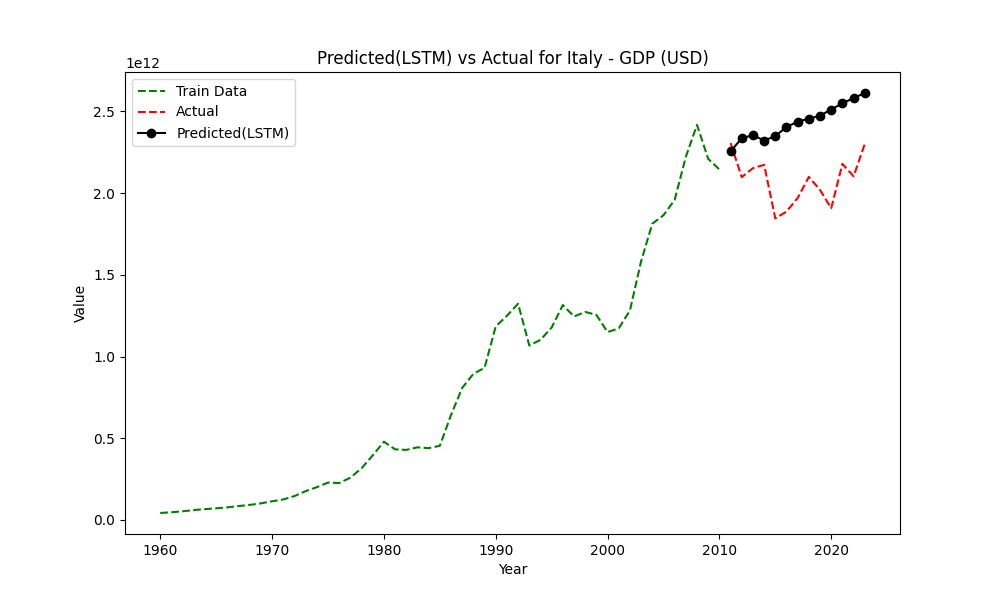 Predicted(LSTM) vs Actual for Italy - GDP (USD)
1e12
Train Data
Actual
Predicted(LSTM)
2.5
2.0
1.5
1.0
0.5
0.0
Value
1960 1970 1980 1990 2000 2010 2020
Year